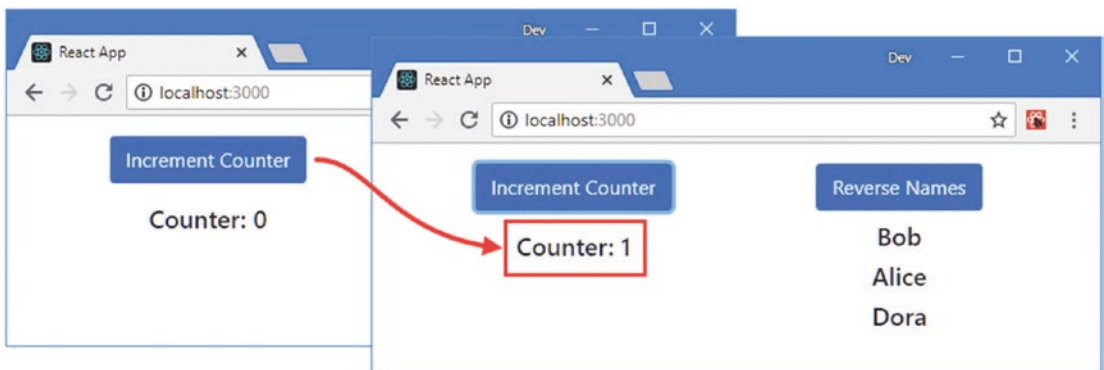 Dev
React App
localhost:3000
Increment Counter
Counter: 0
Dev
React App
localhost:3000
Increment Counter
Reverse Names
Counter: 1
Bob
Alice
Dora